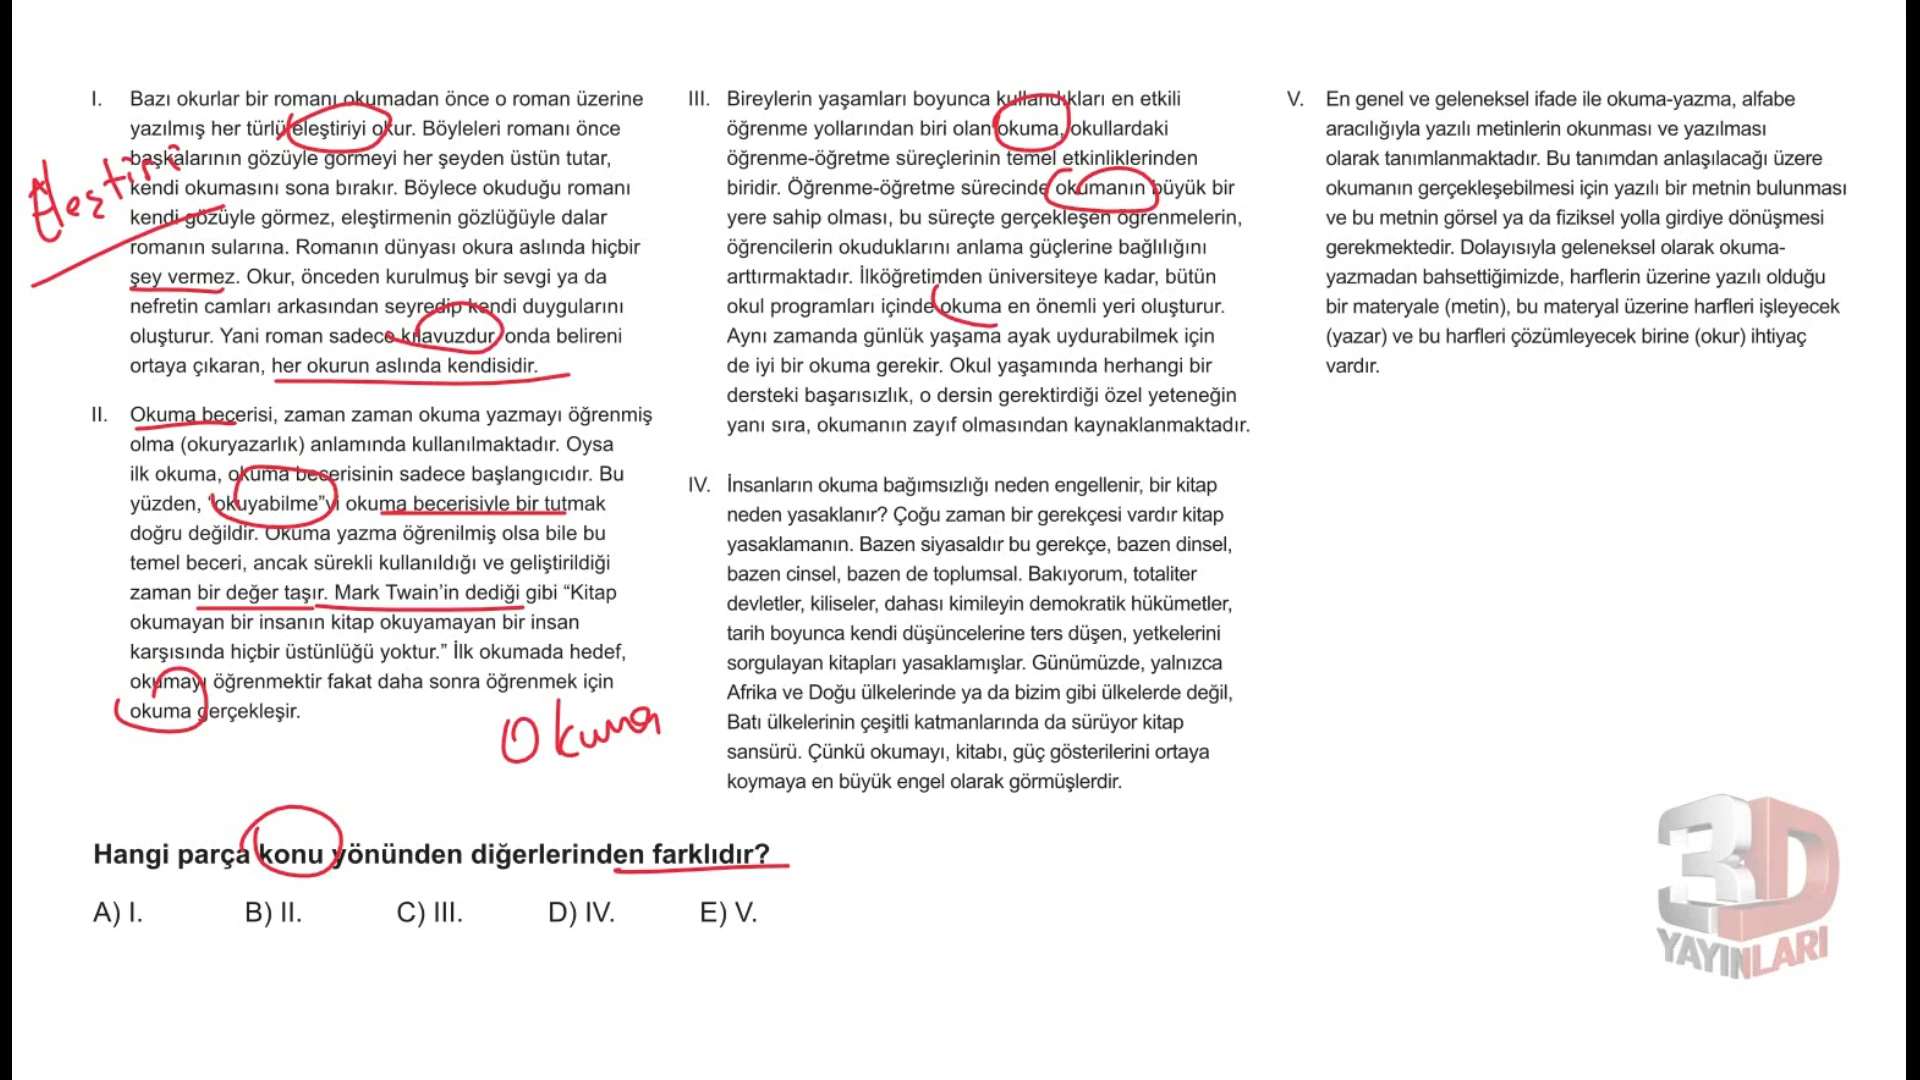 I. Bazı okurlar bir romanı okumadan önce o roman üzerine
yazılmış her türlü eleştiriyi okur. Böyleleri romanı önce
başkalarının gözüyle görmeyi her şeyden üstün tutar,
kendi okumasını sona bırakır. Böylece okuduğu romanı
kendi gözüyle görmez, eleştirmenin gözlüğüyle dalar
romanın sularına. Romanın dünyası okura aslında hiçbir
şey vermez. Okur, önceden kurulmuş bir sevgi ya da
nefretin camları arkasından seyredip kendi duygularını
oluşturur. Yani roman sadece kılavuzdur, onda belireni
ortaya çıkaran, her okurun aslında kendisidir.
Eleştiri
II. Okuma becerisi, zaman zaman okuma yazmayı öğrenmiş
olma (okuryazarlık) anlamında kullanılmaktadır. Oysa
ilk okuma, okuma becerisinin sadece başlangıcıdır. Bu
yüzden, “okuyabilme”yi okuma becerisiyle bir tutmak
doğru değildir. Okuma yazma öğrenilmiş olsa bile bu
temel beceri, ancak sürekli kullanıldığı ve geliştirildiği
zaman bir değer taşır. Mark Twain’in dediği gibi “Kitap
okumayan bir insanın kitap okuyamayan bir insan
karşısında hiçbir üstünlüğü yoktur.” İlk okumada hedef,
okumayı öğrenmektir fakat daha sonra öğrenmek için
okuma gerçekleşir.
Okuma
III. Bireylerin yaşamları boyunca kullandıkları en etkili
öğrenme yollarından biri olan okuma, okullardaki
öğrenme-öğretme süreçlerinin temel etkinliklerinden
biridir. Öğrenme-öğretme sürecinde okumanın büyük bir
yere sahip olması, bu süreçte gerçekleşen öğrenmelerin,
öğrencilerin okuduklarını anlama güçlerine bağlılığını
arttırmaktadır. İlköğretimden üniversiteye kadar, bütün
okul programları içinde okuma en önemli yeri oluşturur.
Aynı zamanda günlük yaşama ayak uydurabilmek için
de iyi bir okuma gerekir. Okul yaşamında herhangi bir
dersteki başarısızlık, o dersin gerektirdiği özel yeteneğin
yanı sıra, okumanın zayıf olmasından kaynaklanmaktadır.
IV. İnsanların okuma bağımsızlığı neden engellenir, bir kitap
neden yasaklanır? Çoğu zaman bir gerekçesi vardır kitap
yasaklamanın. Bazen siyasaldır bu gerekçe, bazen dinsel,
bazen cinsel, bazen de toplumsal. Bakıyorum, totaliter
devletler, kiliseler, dahası kimileyin demokratik hükümetler,
tarih boyunca kendi düşüncelerine ters düşen, yetkelerini
sorgulayan kitapları yasaklamışlar. Günümüzde, yalnızca
Afrika ve Doğu ülkelerinde ya da bizim gibi ülkelerde değil,
Batı ülkelerinin çeşitli katmanlarında da sürüyor kitap
sansürü. Çünkü okumayı, kitabı, güç gösterilerini ortaya
koymaya en büyük engel olarak görmüşlerdir.
V. En genel ve geleneksel ifade ile okuma-yazma, alfabe
aracılığıyla yazılı metinlerin okunması ve yazılması
olarak tanımlanmaktadır. Bu tanımdan anlaşılacağı üzere
okumanın gerçekleşebilmesi için yazılı bir metnin bulunması
ve bu metnin görsel ya da fiziksel yolla girdiye dönüşmesi
gerekmektedir. Dolayısıyla geleneksel olarak okuma-
yazmadan bahsettiğimizde, harflerin üzerine yazılı olduğu
bir materyale (metin), bu materyal üzerine harfleri işleyecek
(yazar) ve bu harfleri çözümleyecek birine (okur) ihtiyaç
vardır.
Hangi parça konu yönünden diğerlerinden farklıdır?
A) I. B) II. C) III. D) IV. E) V.
3D
YAYINLARI